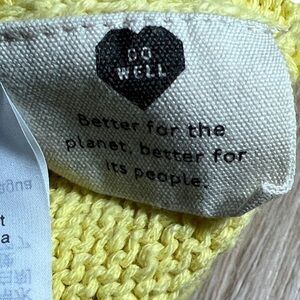 DO
WELL
Better for the
planet, better for
its people.
t
a